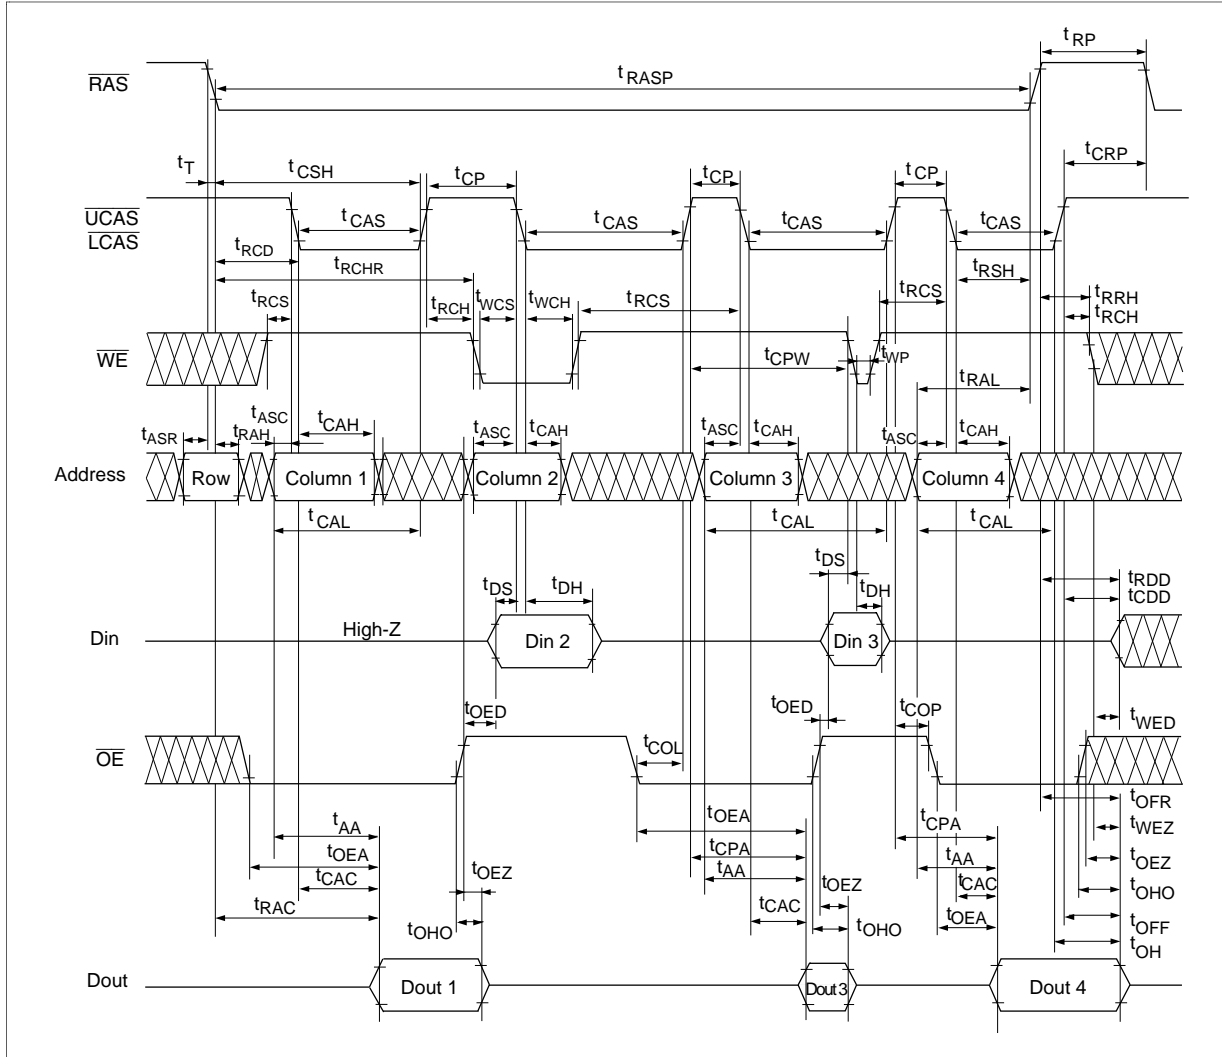 tRP
RAS
tRASP
tCRP
tT
tCSH
tCP
tCP
tCP
UCAS
LCAS
tCAS
tCAS
tCAS
tCAS
tRCD
tRCHR
tRSH
tRCS
tRCH
tWCS
tWCH
tRCS
tRCS
tRRH
tRCH
WE
tCPW
tWP
tRAL
tASR
tRAH
tASC
tCAH
tASC
tCAH
tASC
tCAH
tASC
tCAH
Address
Row
Column 1
Column 2
Column 3
Column 4
tCAL
tCAL
tCAL
tDS
tDH
tDS
tDH
tRDD
tCDD
Din
High-Z
Din 2
Din 3
tOED
tOED
tCOP
tWED
OE
tCOL
tOFR
tAA
tOEA
tCPA
tWEZ
tOEA
tCPA
tAA
tOEZ
tCAC
tOEZ
tAA
tOEZ
tCAC
tOHO
tRAC
tOHO
tCAC
tOHO
tOEA
tOFF
tOH
Dout
Dout 1
Dout 3
Dout 4